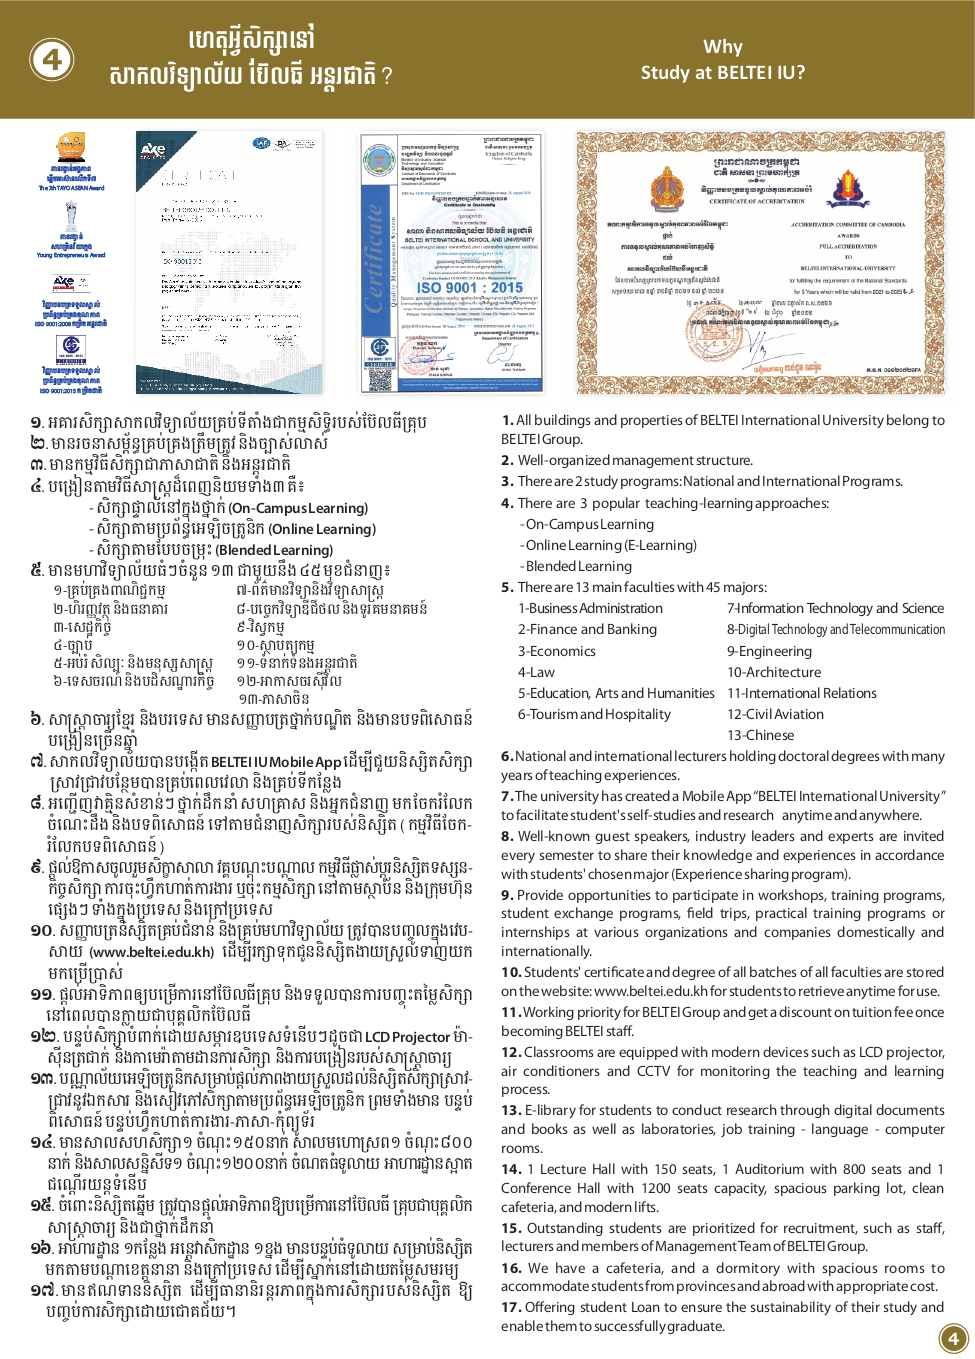 4
ហេតុអ្វីសិក្សានៅ
សាកលវិទ្យាល័យ ប៊ែលធី អន្តរជាតិ ?
Why
Study at BELTEI IU?
The 7th TAYO ASEAN Award
Young Entrepreneurs Award
ISO 9001:2008
ISO 9001:2015
Certificate
Quality Management System
Kingdom of Cambodia
Certificate of Conformity
This is to certify that
BELTEI INTERNATIONAL SCHOOL AND UNIVERSITY
ISO 9001 : 2015
ព្រះរាជាណាចក្រកម្ពុជា
ជាតិ សាសនា ព្រះមហាក្សត្រ
CERTIFICATE OF ACCREDITATION
ACCREDITATION COMMITTEE OF CAMBODIA
AWARDS
FULL ACCREDITATION
TO
BELTEI INTERNATIONAL UNIVERSITY
for fulfilling the requirement of the National Standards
១. អគារសិក្សាសាកលវិទ្យាល័យគ្រប់ទីតាំងជាកម្មសិទ្ធិរបស់ប៊ែលធីគ្រុប
២. មានរចនាសម្ព័ន្ធគ្រប់គ្រងត្រឹមត្រូវ និងច្បាស់លាស់
៣. មានកម្មវិធីសិក្សាជាភាសាជាតិ និងអន្តរជាតិ
៤. បង្រៀនតាមវិធីសាស្ត្រដ៏ពេញនិយមទាំង៣ គឺ៖
- សិក្សាផ្ទាល់នៅក្នុងថ្នាក់ (On-Campus Learning)
- សិក្សាតាមប្រព័ន្ធអេឡិចត្រូនិក (Online Learning)
- សិក្សាតាមបែបចម្រុះ (Blended Learning)
៥. មានមហាវិទ្យាល័យធំៗចំនួន ១៣ ជាមួយនឹង ៤៥ មុខជំនាញ៖
១-គ្រប់គ្រងពាណិជ្ជកម្ម
២-ហិរញ្ញវត្ថុ និងធនាគារ
៣-សេដ្ឋកិច្ច
៤-ច្បាប់
៥-អប់រំ សិល្បៈ និងមនុស្សសាស្ត្រ
៦-ទេសចរណ៍ និងបដិសណ្ឋារកិច្ច
៧-ព័ត៌មានវិទ្យានិងវិទ្យាសាស្ត្រ
៨-បច្ចេកវិទ្យាឌីជីថល និងទូរគមនាគមន៍
៩-វិស្វកម្ម
១០-ស្ថាបត្យកម្ម
១១-ទំនាក់ទំនងអន្តរជាតិ
១២-អាកាសចរស៊ីវិល
១៣-ភាសាចិន
៦. សាស្ត្រាចារ្យខ្មែរ និងបរទេស មានសញ្ញាបត្រថ្នាក់បណ្ឌិត និងមានបទពិសោធន៍
បង្រៀនច្រើនឆ្នាំ
៧. សាកលវិទ្យាល័យបានបង្កើត BELTEI IU Mobile App ដើម្បីជួយនិស្សិតសិក្សា
ស្រាវជ្រាវបន្ថែមបានគ្រប់ពេលវេលា និងគ្រប់ទីកន្លែង
៨. អញ្ជើញវាគ្មិនសំខាន់ៗ ថ្នាក់ដឹកនាំ សហគ្រាស និងអ្នកជំនាញ មកចែករំលែក
ចំណេះដឹង និងបទពិសោធន៍ ទៅតាមជំនាញសិក្សារបស់និស្សិត ( កម្មវិធីចែក-
រំលែកបទពិសោធន៍ )
៩. ផ្តល់ឱកាសចូលរួមសិក្ខាសាលា វគ្គបណ្តុះបណ្តាល កម្មវិធីផ្លាស់ប្តូរនិស្សិតទស្សន-
កិច្ចសិក្សា ការចុះហ្វឹកហាត់ការងារ ឬចុះកម្មសិក្សា នៅតាមស្ថាប័ន និងក្រុមហ៊ុន
ផ្សេងៗ ទាំងក្នុងប្រទេស និងក្រៅប្រទេស
១០. សញ្ញាបត្រនិស្សិតគ្រប់ជំនាន់ និងគ្រប់មហាវិទ្យាល័យ ត្រូវបានបញ្ចូលក្នុងវេប-
សាយ (www.beltei.edu.kh) ដើម្បីរក្សាទុកជូននិស្សិតងាយស្រួលទាញយក
មកប្រើប្រាស់
១១. ផ្តល់អាទិភាពឲ្យបម្រើការនៅប៊ែលធីគ្រុប និងទទួលបានការបញ្ចុះតម្លៃសិក្សា
នៅពេលបានក្លាយជាបុគ្គលិកប៊ែលធី
១២. បន្ទប់សិក្សាបំពាក់ដោយសម្ភារឧបទេសទំនើបៗដូចជា LCD Projector ម៉ា-
ស៊ីនត្រជាក់ និងកាមេរ៉ាតាមដានការសិក្សា និងការបង្រៀនរបស់សាស្ត្រាចារ្យ
១៣. បណ្ណាល័យអេឡិចត្រូនិកសម្រាប់ផ្តល់ភាពងាយស្រួលដល់និស្សិតសិក្សាស្រាវ-
ជ្រាវនូវឯកសារ និងសៀវភៅសិក្សាតាមប្រព័ន្ធអេឡិចត្រូនិក ព្រមទាំងមាន បន្ទប់
ពិសោធន៍ បន្ទប់ហ្វឹកហាត់ការងារ-ភាសា-កុំព្យូទ័រ
១៤. មានសាលសហសិក្សា១ ចំណុះ១៥០នាក់ សាលមហោស្រព១ ចំណុះ៨០០
នាក់ និងសាលសន្និសីទ១ ចំណុះ១២០០នាក់ ចំណតធំទូលាយ អាហារដ្ឋានស្អាត
ជណ្តើរយន្តទំនើប
១៥. ចំពោះនិស្សិតឆ្នើម ត្រូវបានផ្តល់អាទិភាពឱ្យបម្រើការនៅប៊ែលធី គ្រុបជាបុគ្គលិក
សាស្ត្រាចារ្យ និងជាថ្នាក់ដឹកនាំ
១៦. អាហារដ្ឋាន ១កន្លែង អន្តេវាសិកដ្ឋាន ១ខ្នង មានបន្ទប់ធំទូលាយ សម្រាប់និស្សិត
មកតាមបណ្តាខេត្តនានា និងក្រៅប្រទេស ដើម្បីស្នាក់នៅដោយតម្លៃសមរម្យ
១៧. មានឥណទាននិស្សិត ដើម្បីធានានិរន្តរភាពក្នុងការសិក្សារបស់និស្សិត ឱ្យ
បញ្ចប់ការសិក្សាដោយជោគជ័យ។
1. All buildings and properties of BELTEI International University belong to
BELTEI Group.
2. Well-organized management structure.
3. There are 2 study programs: National and International Programs.
4. There are 3 popular teaching-learning approaches:
- On-Campus Learning
- Online Learning (E-Learning)
- Blended Learning
5. There are 13 main faculties with 45 majors:
1-Business Administration
2-Finance and Banking
3-Economics
4-Law
5-Education, Arts and Humanities
6-Tourism and Hospitality
7-Information Technology and Science
8-Digital Technology and Telecommunication
9-Engineering
10-Architecture
11-International Relations
12-Civil Aviation
13-Chinese
6. National and international lecturers holding doctoral degrees with many
years of teaching experiences.
7. The university has created a Mobile App “BELTEI International University”
to facilitate student's self-studies and research anytime and anywhere.
8. Well-known guest speakers, industry leaders and experts are invited
every semester to share their knowledge and experiences in accordance
with students' chosen major (Experience sharing program).
9. Provide opportunities to participate in workshops, training programs,
student exchange programs, field trips, practical training programs or
internships at various organizations and companies domestically and
internationally.
10. Students' certificate and degree of all batches of all faculties are stored
on the website: www.beltei.edu.kh for students to retrieve anytime for use.
11. Working priority for BELTEI Group and get a discount on tuition fee once
becoming BELTEI staff.
12. Classrooms are equipped with modern devices such as LCD projector,
air conditioners and CCTV for monitoring the teaching and learning
process.
13. E-library for students to conduct research through digital documents
and books as well as laboratories, job training - language - computer
rooms.
14. 1 Lecture Hall with 150 seats, 1 Auditorium with 800 seats and 1
Conference Hall with 1200 seats capacity, spacious parking lot, clean
cafeteria, and modern lifts.
15. Outstanding students are prioritized for recruitment, such as staff,
lecturers and members of Management Team of BELTEI Group.
16. We have a cafeteria, and a dormitory with spacious rooms to
accommodate students from provinces and abroad with appropriate cost.
17. Offering student Loan to ensure the sustainability of their study and
enable them to successfully graduate.
4